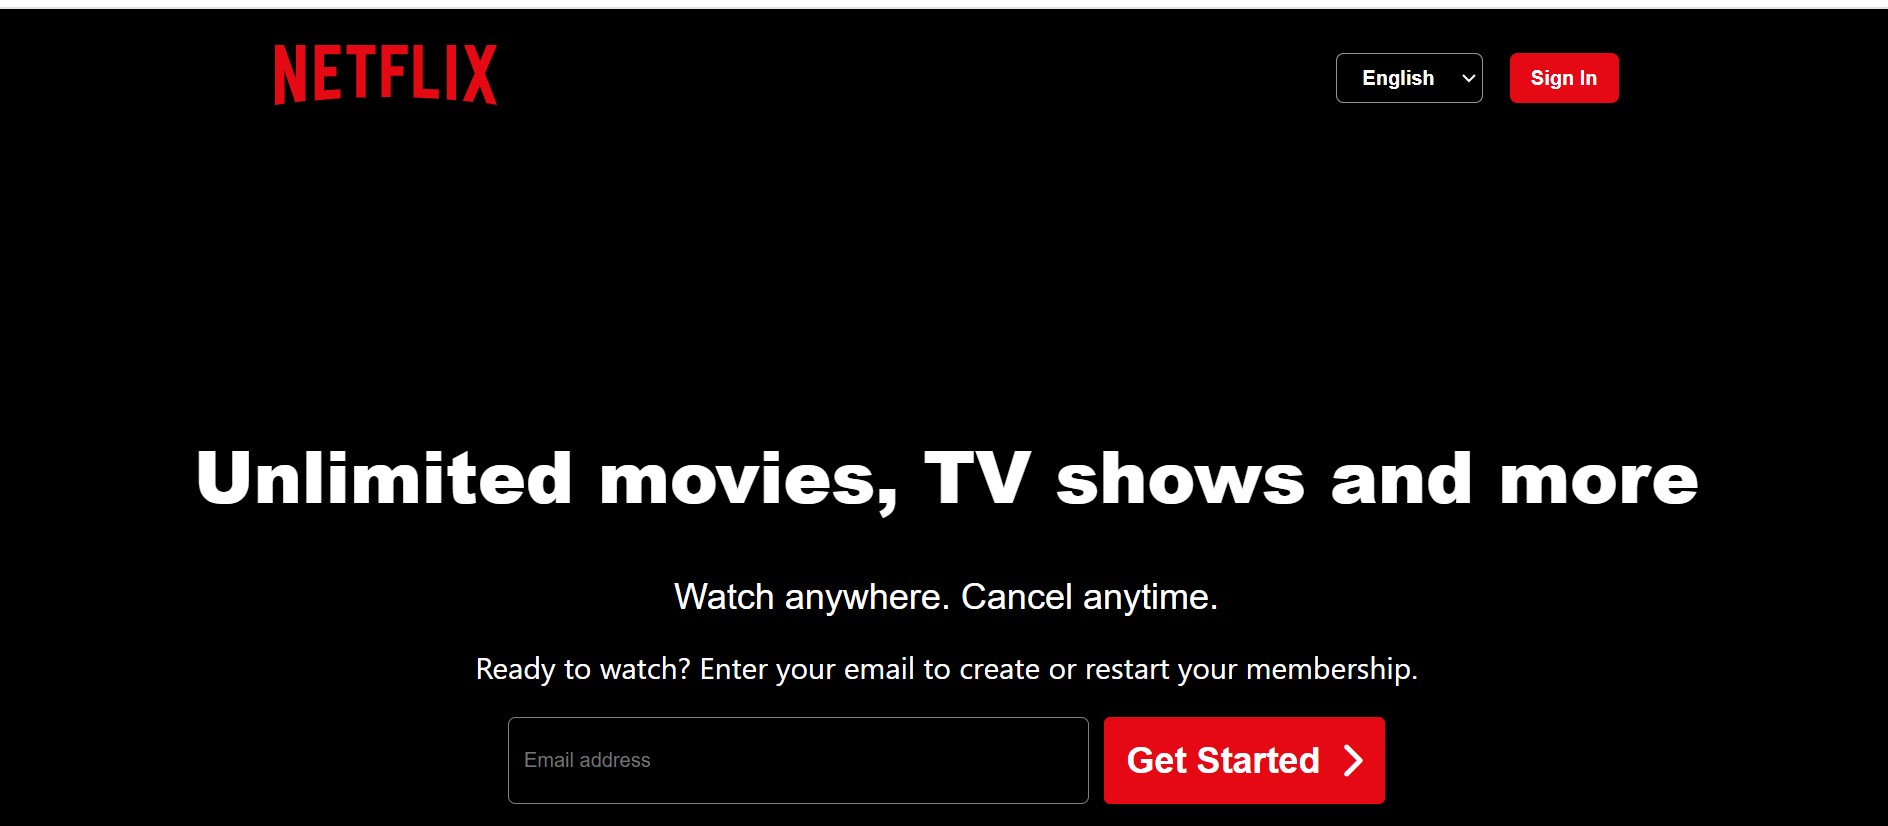 NETFLIX
English
Sign In
Unlimited movies, TV shows and more
Watch anywhere. Cancel anytime.
Ready to watch? Enter your email to create or restart your membership.
Email address
Get Started